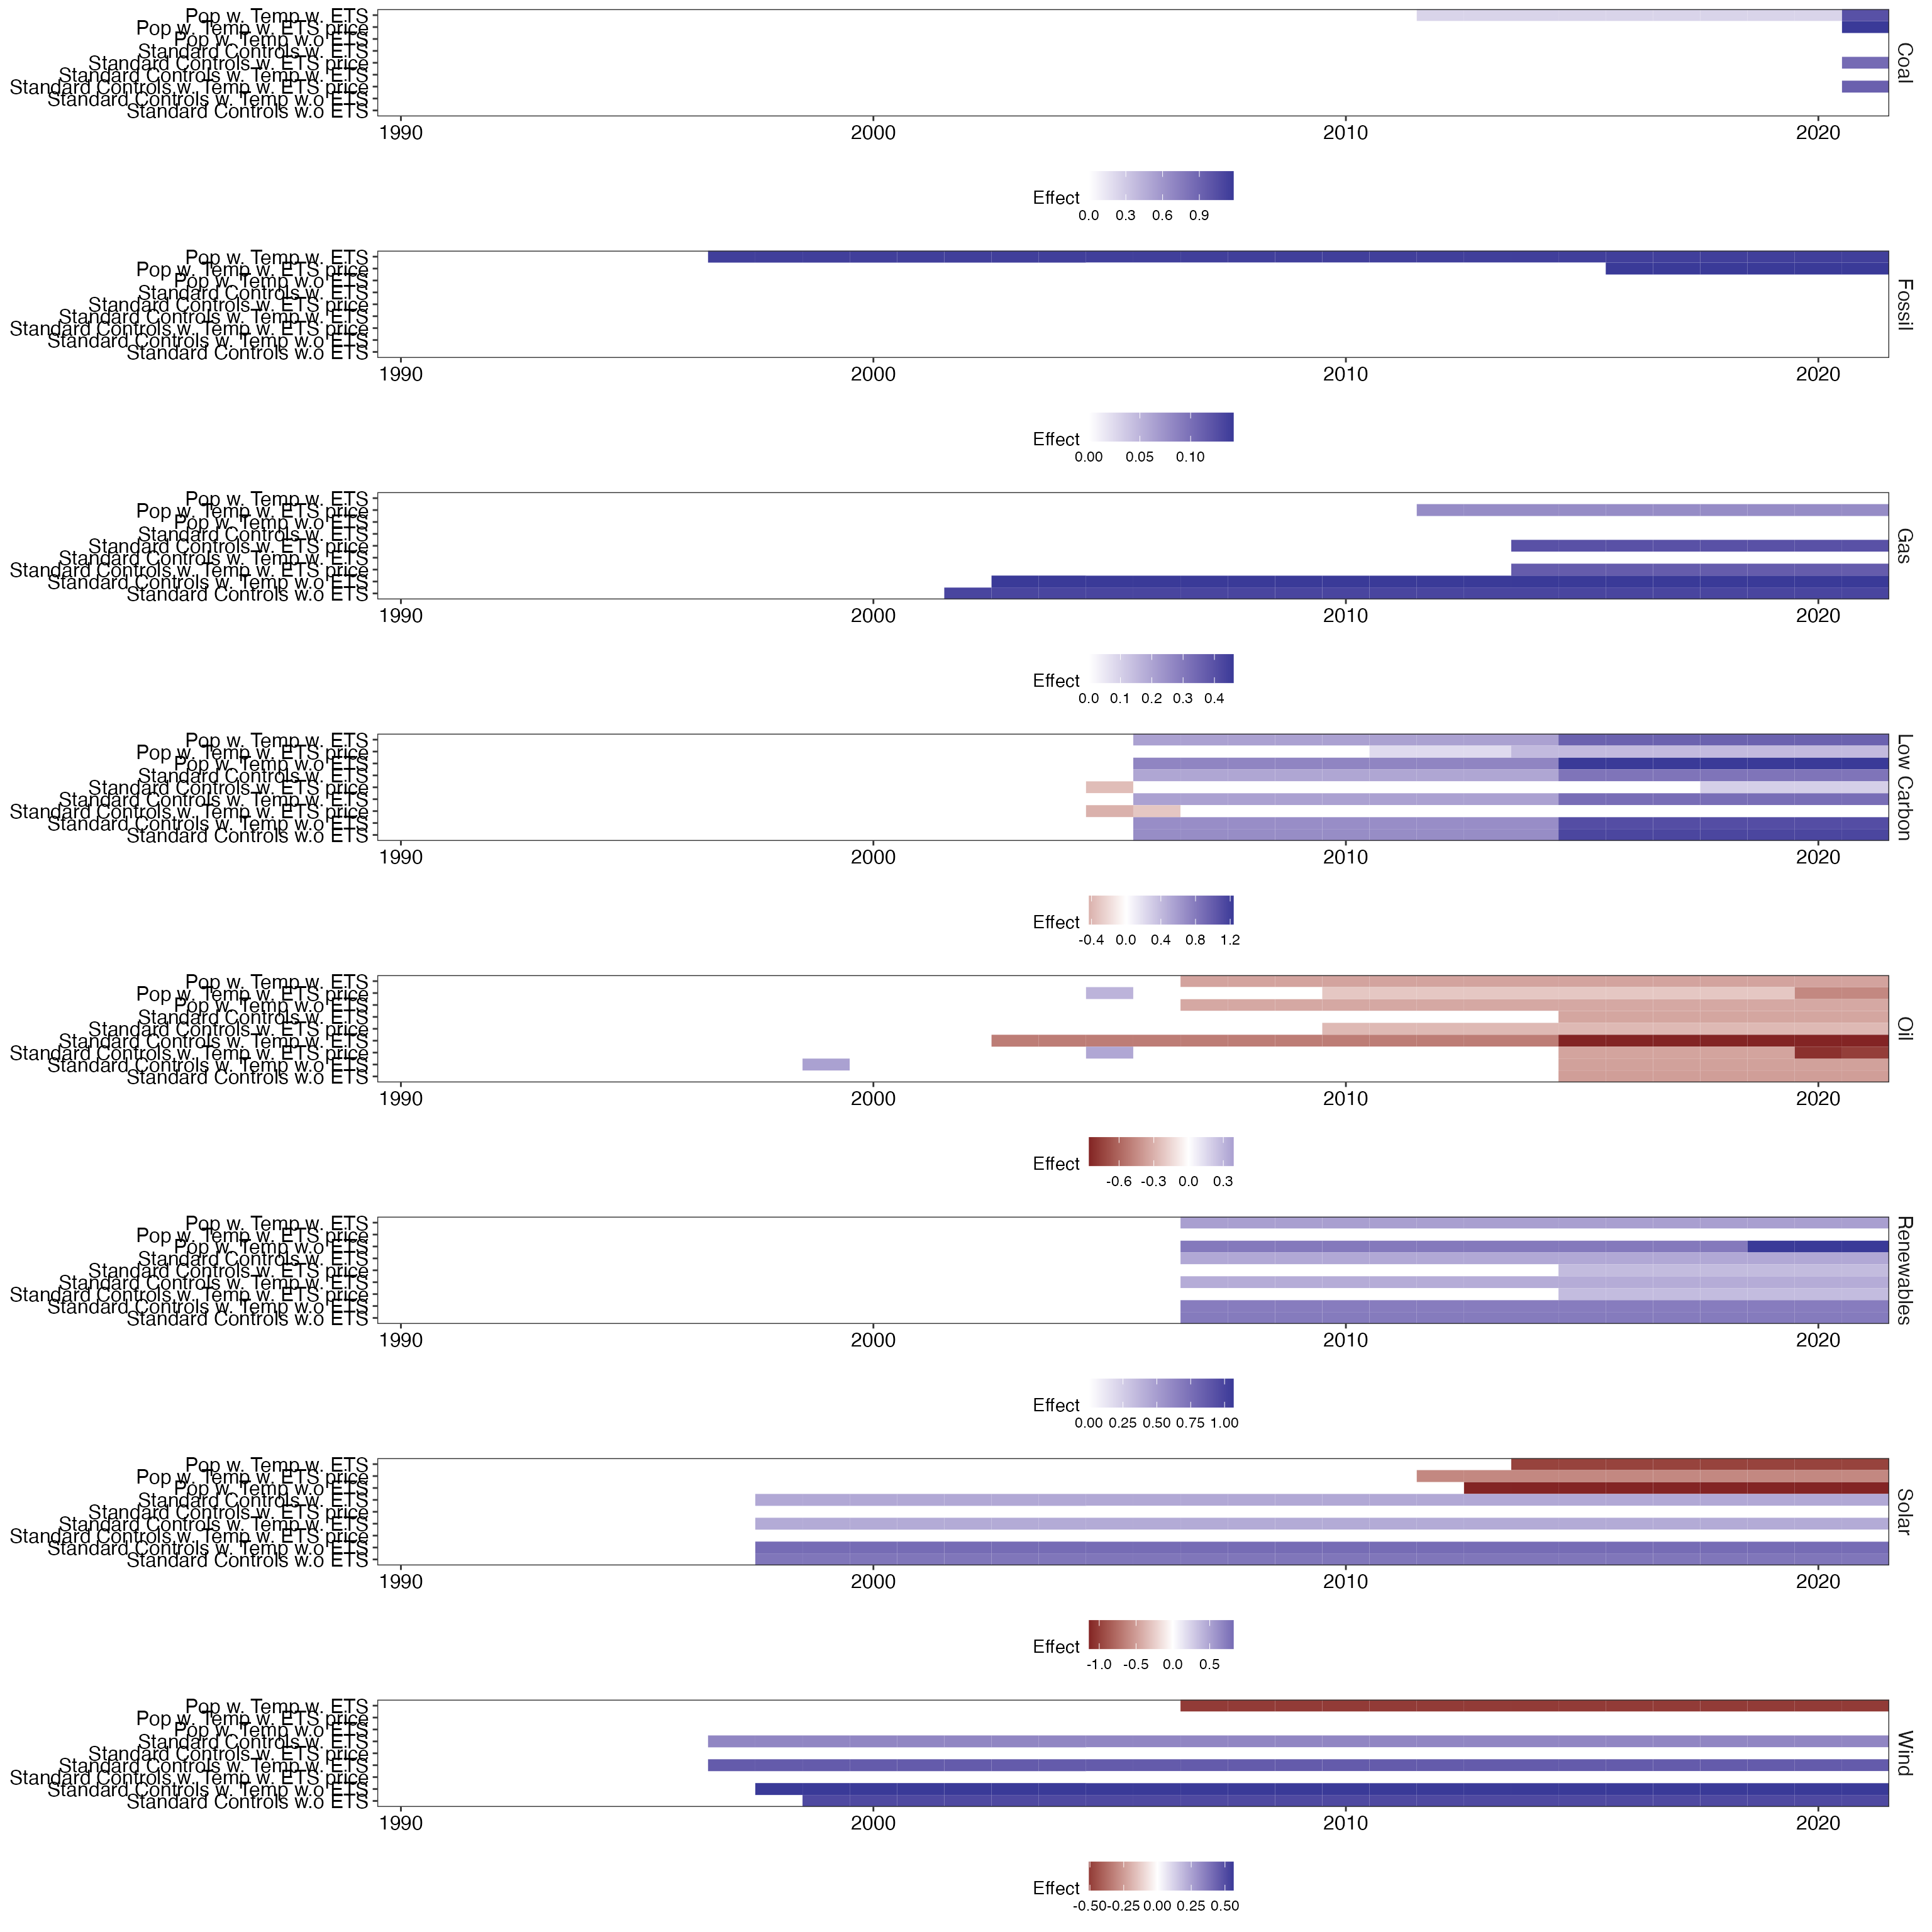 Pop w. Temp w. ETS
Pop w. Temp w. ETS price
Pop w. Temp w.o ETS
Standard Controls w. ETS
Standard Controls w. ETS price
Standard Controls w. Temp w. ETS
Standard Controls w. Temp w. ETS price
Standard Controls w. Temp w.o ETS
Standard Controls w.o ETS
Coal
1990 2000 2010 2020
Effect
0.0 0.3 0.6 0.9
Pop w. Temp w. ETS
Pop w. Temp w. ETS price
Pop w. Temp w.o ETS
Standard Controls w. ETS
Standard Controls w. ETS price
Standard Controls w. Temp w. ETS
Standard Controls w. Temp w. ETS price
Standard Controls w. Temp w.o ETS
Standard Controls w.o ETS
Fossil
1990 2000 2010 2020
Effect
0.00 0.05 0.10
Pop w. Temp w. ETS
Pop w. Temp w. ETS price
Pop w. Temp w.o ETS
Standard Controls w. ETS
Standard Controls w. ETS price
Standard Controls w. Temp w. ETS
Standard Controls w. Temp w. ETS price
Standard Controls w. Temp w.o ETS
Standard Controls w.o ETS
Gas
1990 2000 2010 2020
Effect
0.0 0.1 0.2 0.3 0.4
Pop w. Temp w. ETS
Pop w. Temp w. ETS price
Pop w. Temp w.o ETS
Standard Controls w. ETS
Standard Controls w. ETS price
Standard Controls w. Temp w. ETS
Standard Controls w. Temp w. ETS price
Standard Controls w. Temp w.o ETS
Standard Controls w.o ETS
Low Carbon
1990 2000 2010 2020
Effect
-0.4 0.0 0.4 0.8 1.2
Pop w. Temp w. ETS
Pop w. Temp w. ETS price
Pop w. Temp w.o ETS
Standard Controls w. ETS
Standard Controls w. ETS price
Standard Controls w. Temp w. ETS
Standard Controls w. Temp w. ETS price
Standard Controls w. Temp w.o ETS
Standard Controls w.o ETS
Oil
1990 2000 2010 2020
Effect
-0.6 -0.3 0.0 0.3
Pop w. Temp w. ETS
Pop w. Temp w. ETS price
Pop w. Temp w.o ETS
Standard Controls w. ETS
Standard Controls w. ETS price
Standard Controls w. Temp w. ETS
Standard Controls w. Temp w. ETS price
Standard Controls w. Temp w.o ETS
Standard Controls w.o ETS
Renewables
1990 2000 2010 2020
Effect
0.00 0.25 0.50 0.75 1.00
Pop w. Temp w. ETS
Pop w. Temp w. ETS price
Pop w. Temp w.o ETS
Standard Controls w. ETS
Standard Controls w. ETS price
Standard Controls w. Temp w. ETS
Standard Controls w. Temp w. ETS price
Standard Controls w. Temp w.o ETS
Standard Controls w.o ETS
Solar
1990 2000 2010 2020
Effect
-1.0 -0.5 0.0 0.5
Pop w. Temp w. ETS
Pop w. Temp w. ETS price
Pop w. Temp w.o ETS
Standard Controls w. ETS
Standard Controls w. ETS price
Standard Controls w. Temp w. ETS
Standard Controls w. Temp w. ETS price
Standard Controls w. Temp w.o ETS
Standard Controls w.o ETS
Wind
1990 2000 2010 2020
Effect
-0.50 -0.25 0.00 0.25 0.50